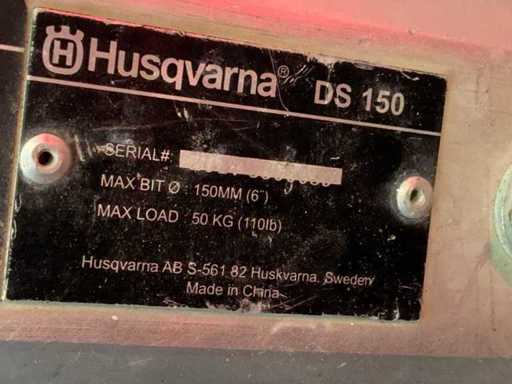 Husqvarna® DS 150
SERIAL#:
MAX BIT Ø : 150MM (6")
MAX LOAD : 50 KG (110lb)
Husqvarna AB S-561 82 Huskvarna. Sweden
Made in China